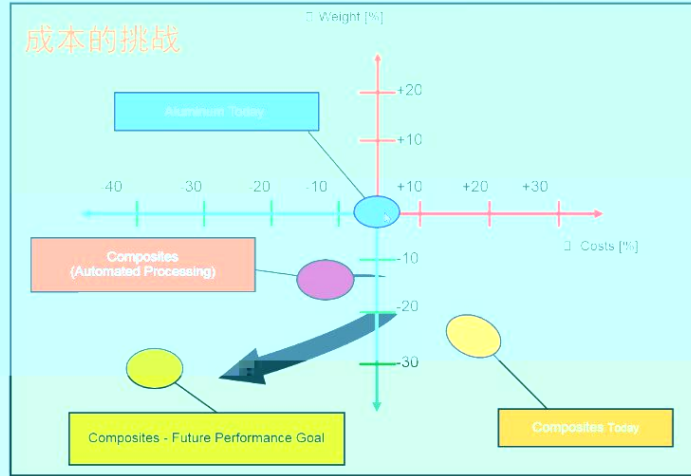 Weight [%]
成本的挑战
+20
Aluminum Today
+10
-40
-30
-20
-10
+10
+20
+30
Costs [%]
Composites
(Automated Processing)
-10
-20
-30
Composites - Future Performance Goal
Composites Today